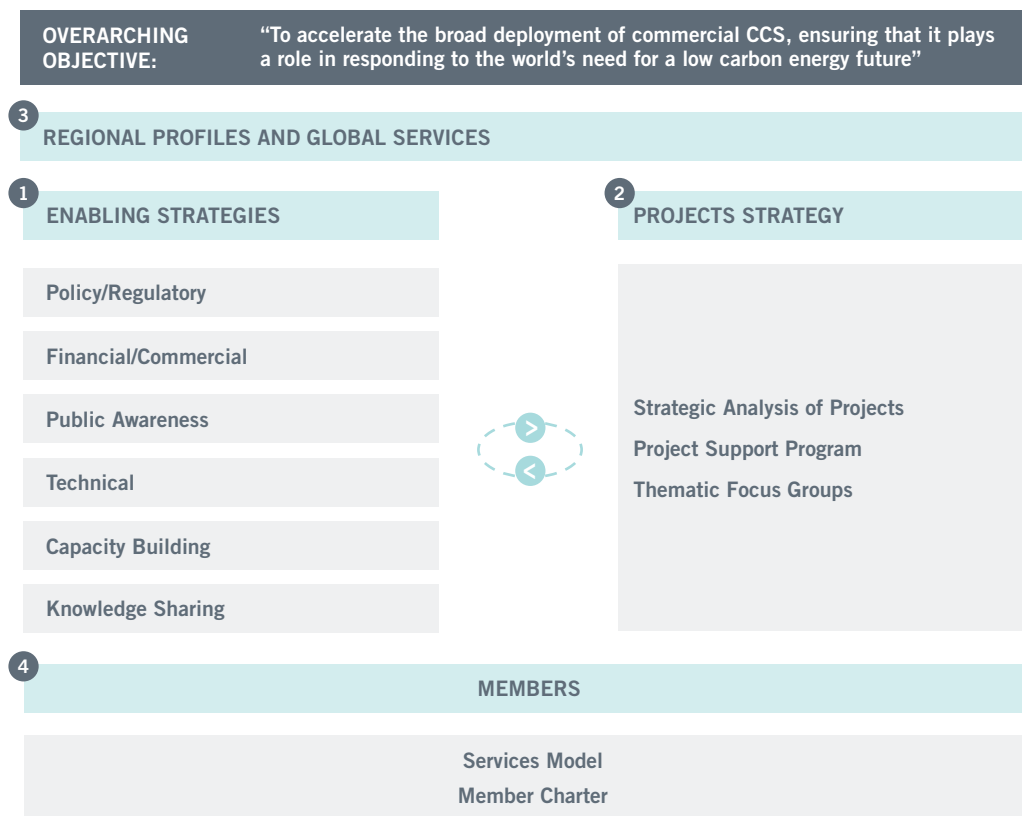 OVERARCHING
OBJECTIVE:
“To accelerate the broad deployment of commercial CCS, ensuring that it plays
a role in responding to the world’s need for a low carbon energy future”
3
REGIONAL PROFILES AND GLOBAL SERVICES
1
ENABLING STRATEGIES
Policy/Regulatory
Financial/Commercial
Public Awareness
Technical
Capacity Building
Knowledge Sharing
>
<
2
PROJECTS STRATEGY
Strategic Analysis of Projects
Project Support Program
Thematic Focus Groups
4
MEMBERS
Services Model
Member Charter